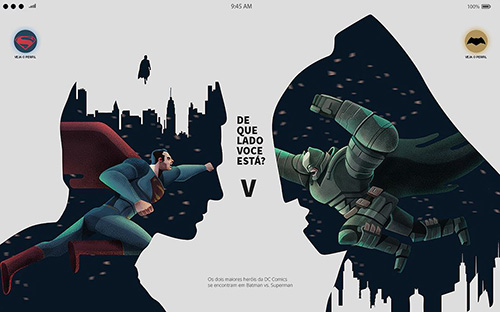 9:45 AM
100%
VEJA O PERFIL
VEJA O PERFIL
DE
QUE
LADO
VOCE
ESTÁ?
V
Os dois maiores heróis da DC Comics
se encontram em Batman vs. Superman